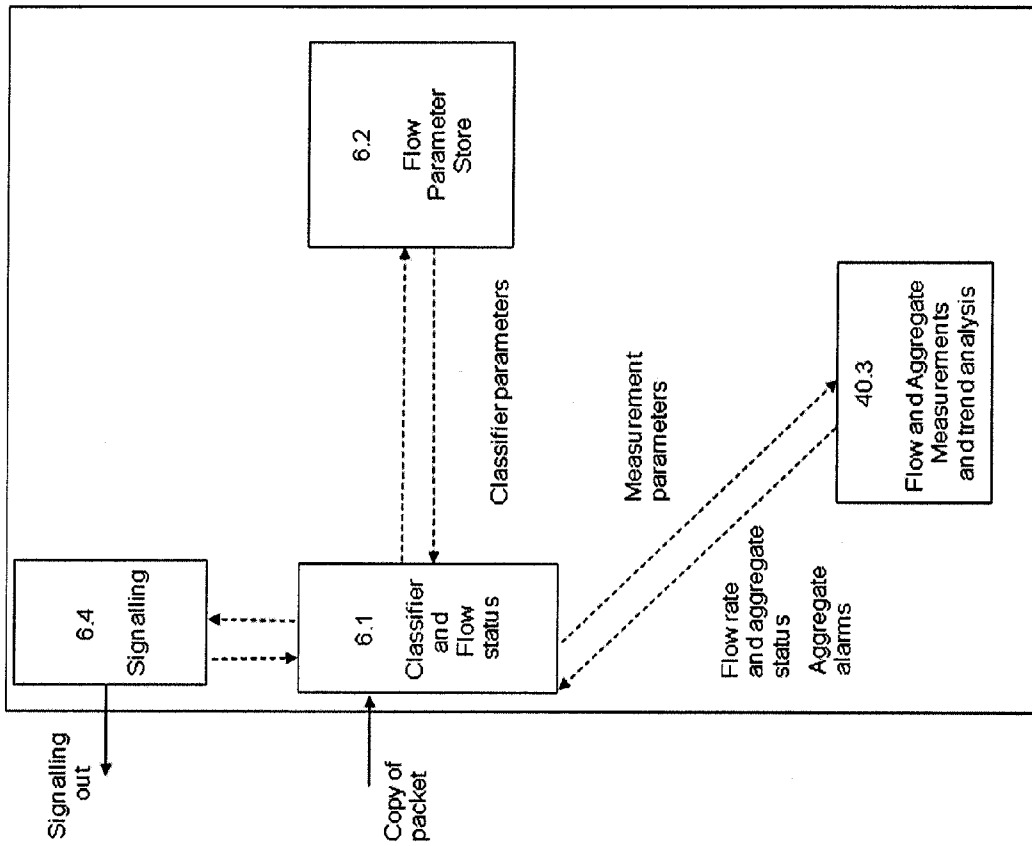 Signalling
out
Copy of
packet
6.4
Signalling
6.1
Classifier
and
Flow
status
Classifier parameters
6.2
Flow
Parameter
Store
Measurement
parameters
Flow rate
and aggregate
status
Aggregate
alarms
40.3
Flow and Aggregate
Measurements
and trend analysis